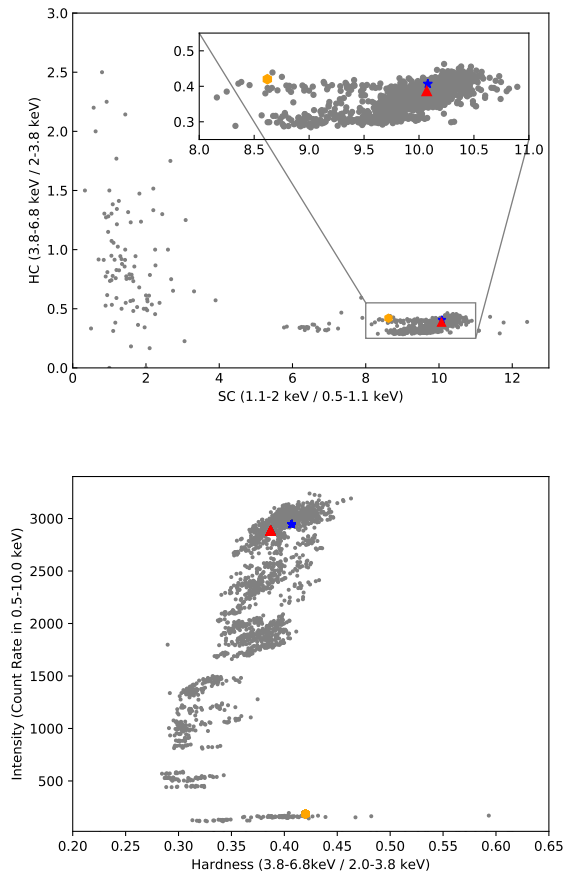 3.0
2.5
2.0
1.5
1.0
0.5
0.0
HC (3.8-6.8 keV / 2-3.8 keV)
0.5
0.4
0.3
8.0 8.5 9.0 9.5 10.0 10.5 11.0
0 2 4 6 8 10 12
SC (1.1-2 keV / 0.5-1.1 keV)
3000
2500
2000
1500
1000
500
Intensity (Count Rate in 0.5-10.0 keV)
0.20 0.25 0.30 0.35 0.40 0.45 0.50 0.55 0.60 0.65
Hardness (3.8-6.8keV / 2.0-3.8 keV)